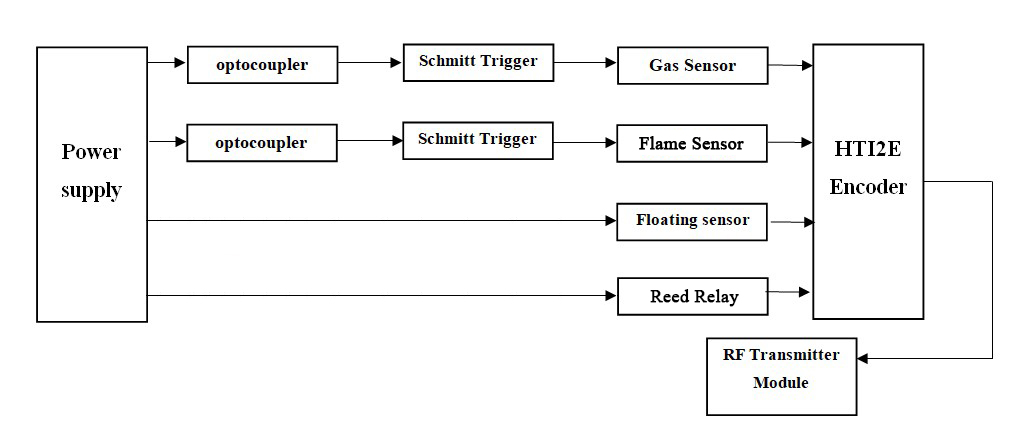 Power
supply
optocoupler
Schmitt Trigger
Gas Sensor
optocoupler
Schmitt Trigger
Flame Sensor
Floating sensor
Reed Relay
HTI2E
Encoder
RF Transmitter
Module